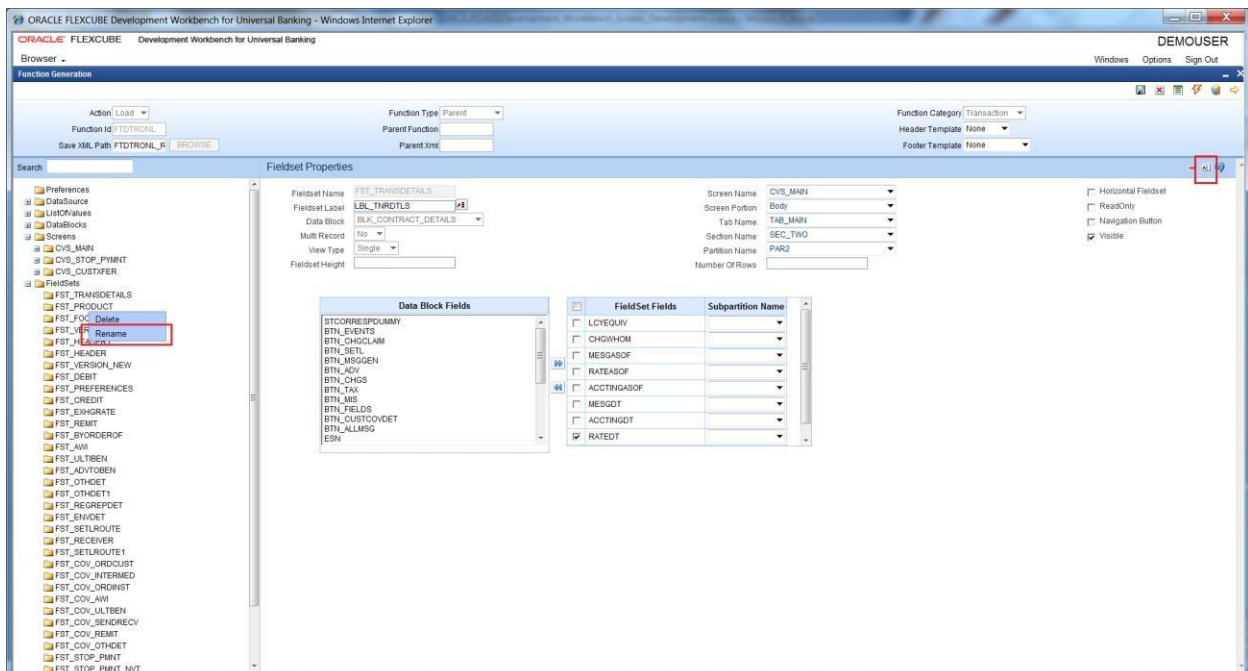 ORACLE FLEXCUBE Development Workbench for Universal Banking - Windows Internet Explorer
ORACLE FLEXCUBE Development Workbench for Universal Banking
DEMOUSER
Browser
Windows Options Sign Out
Function Generation
Action Load
Function Type Parent
Function Category Transaction
Function Id FTDTRONL
Parent Function
Header Template None
Save XML Path FTDTRONL_R BROWSE
Parent Xml
Footer Template None
Search
Preferences
DataSource
ListOfValues
DataBlocks
Screens
CVS_MAIN
CVS_STOP_PYMNT
CVS_CUSTXFER
FieldSets
FST_TRANSDETAILS
FST_PRODUCT
FST_FOO
Delete
FST_VER
Rename
FST_HEADER1
FST_HEADER
FST_VERSION_NEW
FST_DEBIT
FST_PREFERENCES
FST_CREDIT
FST_EXHGRATE
FST_REMIT
FST_BYORDEROF
FST_AWI
FST_ULTIBEN
FST_ADVTOBEN
FST_OTHDET
FST_OTHDET1
FST_REGREPDET
FST_ENVDET
FST_SETLROUTE
FST_RECEIVER
FST_SETLROUTE1
FST_COV_ORDCUST
FST_COV_INTERMED
FST_COV_ORDINST
FST_COV_AWI
FST_COV_ULTBEN
FST_COV_SENDRECV
FST_COV_REMIT
FST_COV_OTHDET
FST_STOP_PMNT
FST_STOP_PMNT_NVT
Fieldset Properties
Fieldset Name FST_TRANSDETAILS
Screen Name CVS_MAIN
Horizontal Fieldset
Fieldset Label LBL_TNRDTLS
Screen Portion Body
ReadOnly
Data Block BLK_CONTRACT_DETAILS
Tab Name TAB_MAIN
Navigation Button
Multi Record No
Section Name SEC_TWO
Visible
View Type Single
Partition Name PAR2
Fieldset Height
Number Of Rows
Data Block Fields
STCORRESPDUMMY
BTN_EVENTS
BTN_CHGCLAIM
BTN_SETL
BTN_MSGGEN
BTN_ADV
BTN_CHGS
BTN_TAX
BTN_MIS
BTN_FIELDS
BTN_CUSTCOVDET
BTN_ALLMSG
ESN
FieldSet Fields Subpartition Name
LCYEQUIV
CHGWHOM
MESGASOF
RATEASOF
ACCTINGASOF
MESGDT
ACCTINGDT
RATEDT